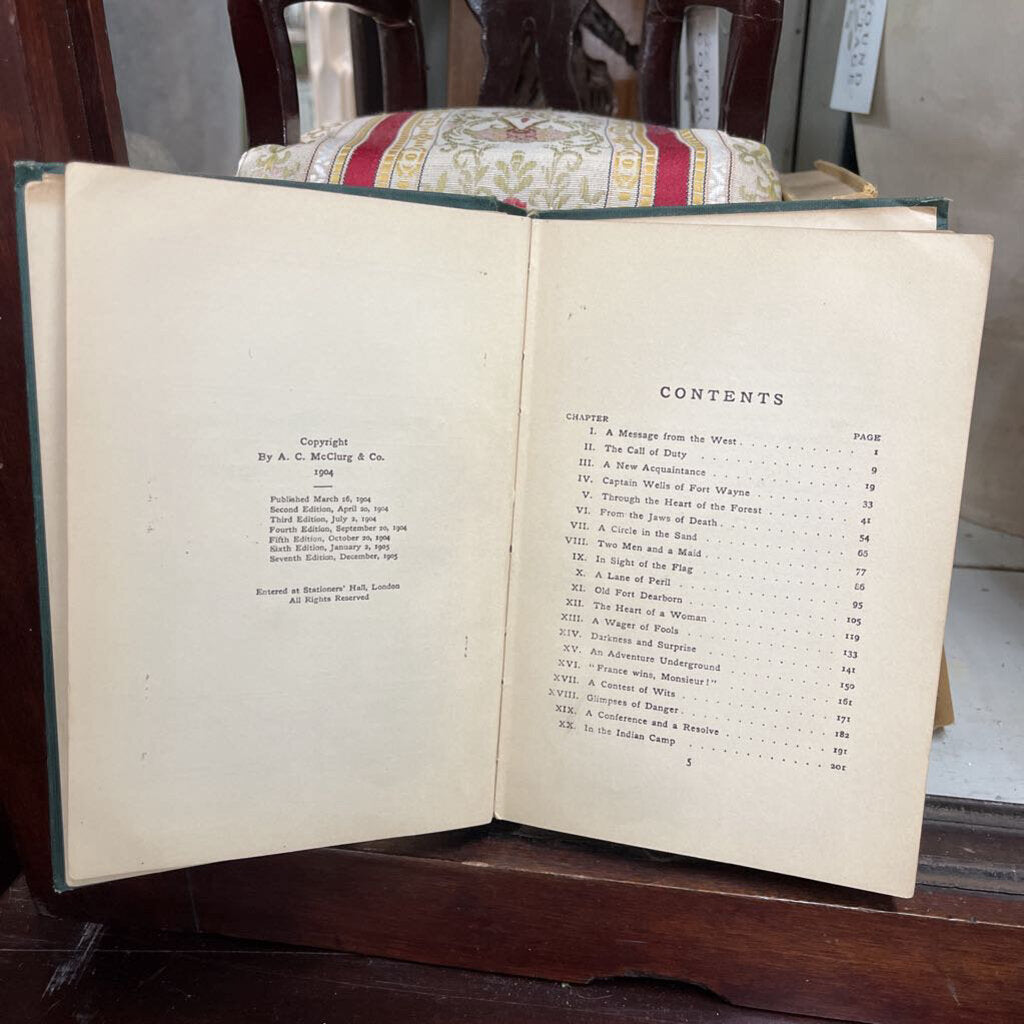 Copyright
By A. C. McClurg & Co.
1904
Published March 16, 1904
Second Edition, April 20, 1904
Third Edition, July 2, 1904
Fourth Edition, September 20, 1904
Fifth Edition, October 20, 1904
Sixth Edition, January 2, 1905
Seventh Edition, December, 1905
Entered at Stationers' Hall, London
All Rights Reserved
CONTENTS
CHAPTER PAGE
I. A Message from the West . . . . . . . . 1
II. The Call of Duty . . . . . . . . . . 9
III. A New Acquaintance . . . . . . . . . 19
IV. Captain Wells of Fort Wayne . . . . . . 33
V. Through the Heart of the Forest . . . . . 41
VI. From the Jaws of Death . . . . . . . . 54
VII. A Circle in the Sand . . . . . . . . . 65
VIII. Two Men and a Maid . . . . . . . . . 77
IX. In Sight of the Flag . . . . . . . . . 86
X. A Lane of Peril . . . . . . . . . . 95
XI. Old Fort Dearborn . . . . . . . . . 105
XII. The Heart of a Woman . . . . . . . . 119
XIII. A Wager of Fools . . . . . . . . . . 133
XIV. Darkness and Surprise . . . . . . . . 141
XV. An Adventure Underground . . . . . . . 150
XVI. "France wins, Monsieur!" . . . . . . . 161
XVII. A Contest of Wits . . . . . . . . . . 171
XVIII. Glimpses of Danger . . . . . . . . . 182
XIX. A Conference and a Resolve . . . . . . . 191
XX. In the Indian Camp . . . . . . . . . 201
5